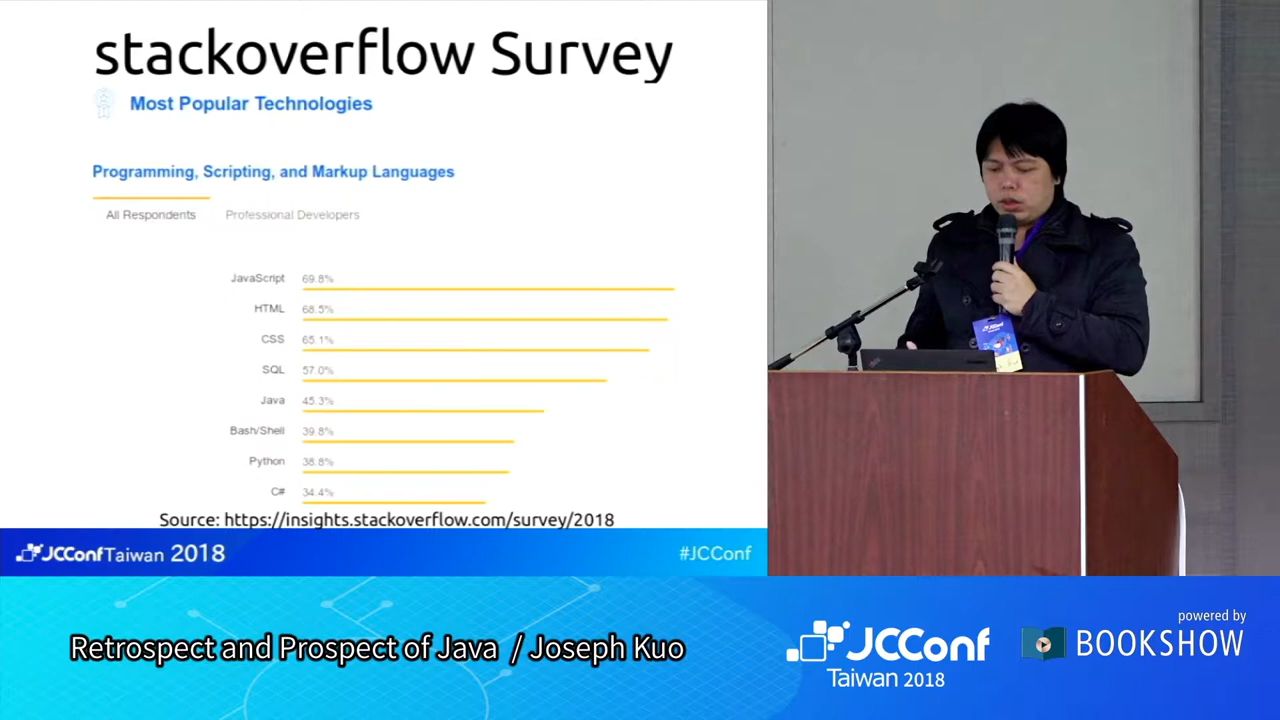 stackoverflow Survey
Most Popular Technologies
Programming, Scripting, and Markup Languages
All Respondents
Professional Developers
JavaScript 69.8%
HTML 68.5%
CSS 65.1%
SQL 57.0%
Java 45.3%
Bash/Shell 39.8%
Python 38.8%
C# 34.4%
Source: https://insights.stackoverflow.com/survey/2018
JCConf Taiwan 2018
#JCConf
Retrospect and Prospect of Java / Joseph Kuo
JCConf
Taiwan 2018
powered by
BOOKSHOW